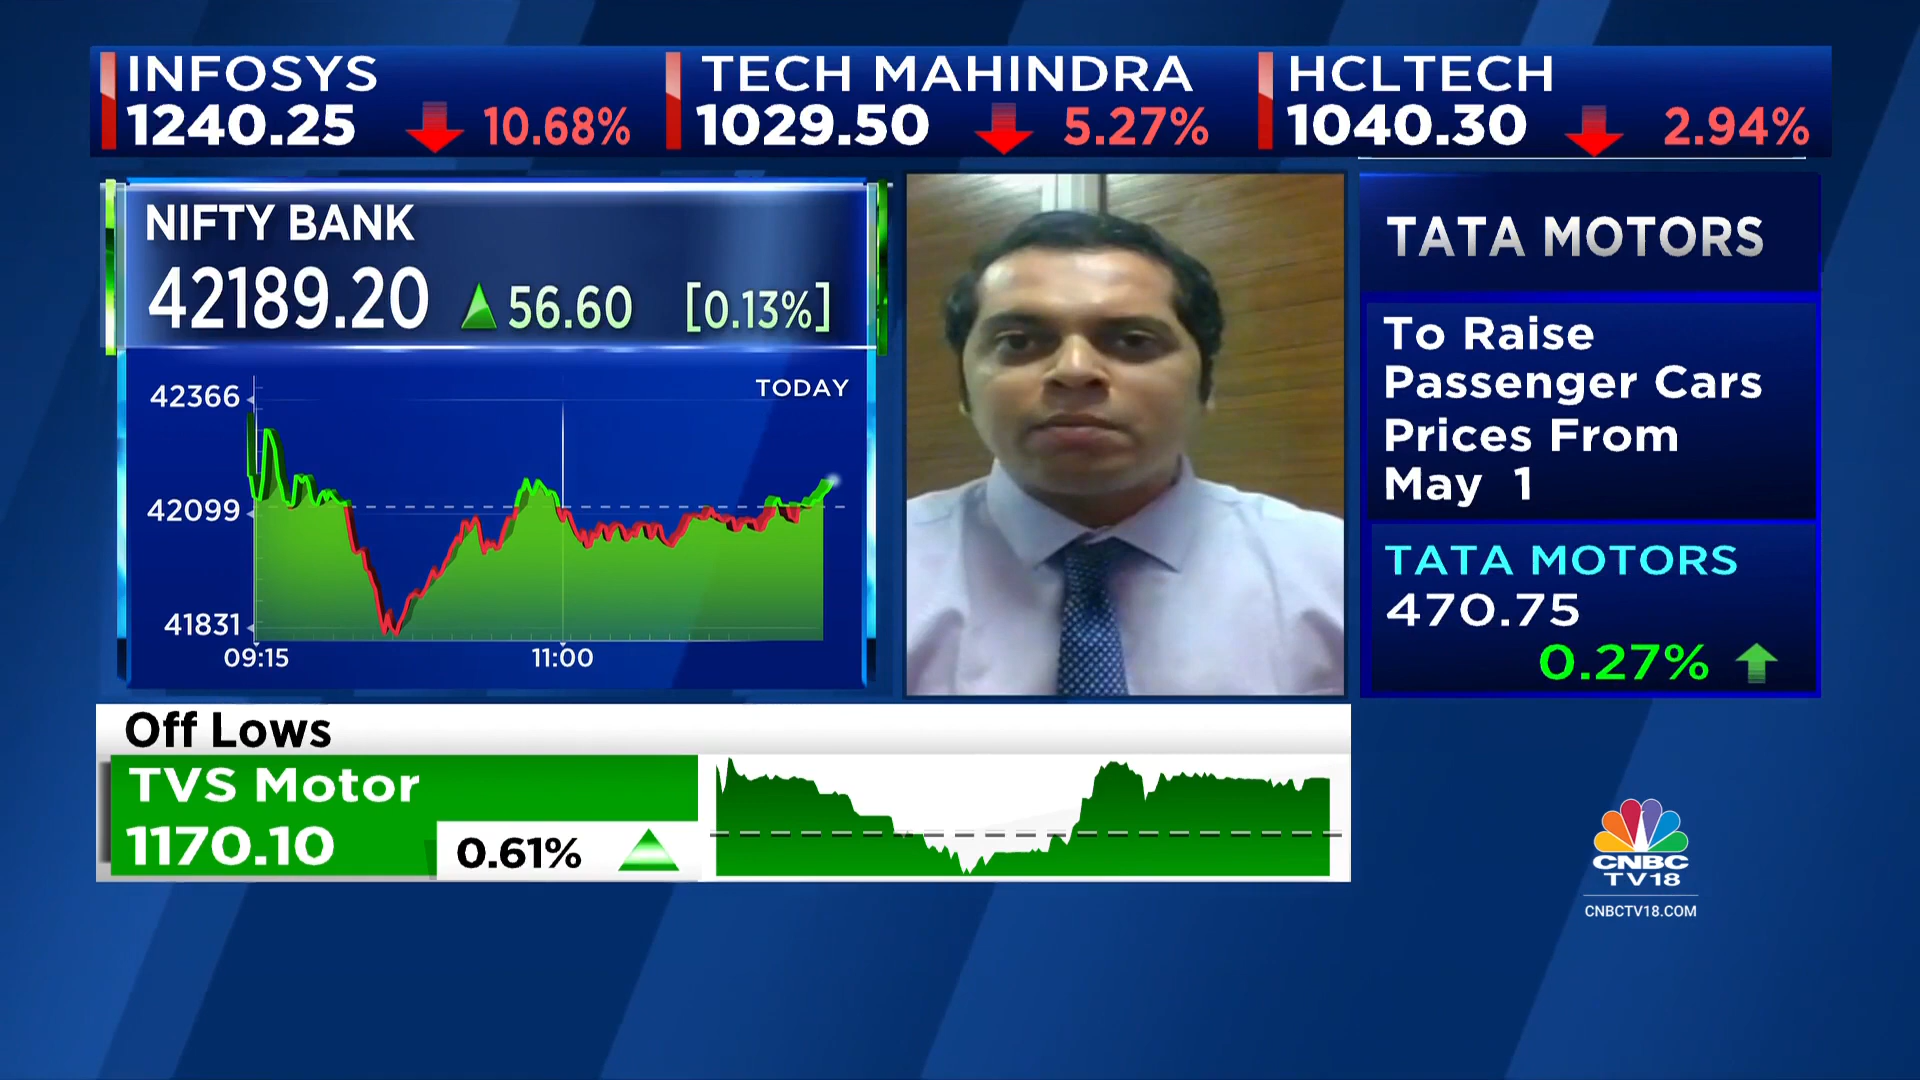 INFOSYS
1240.25 10.68%
TECH MAHINDRA
1029.50 5.27%
HCLTECH
1040.30 2.94%
NIFTY BANK
42189.20 56.60 [0.13%]
TODAY
42366
42099
41831
09:15 11:00
TATA MOTORS
To Raise
Passenger Cars
Prices From
May 1
TATA MOTORS
470.75
0.27%
Off Lows
TVS Motor
1170.10
0.61%
CNBC
TV18
CNBCTV18.COM